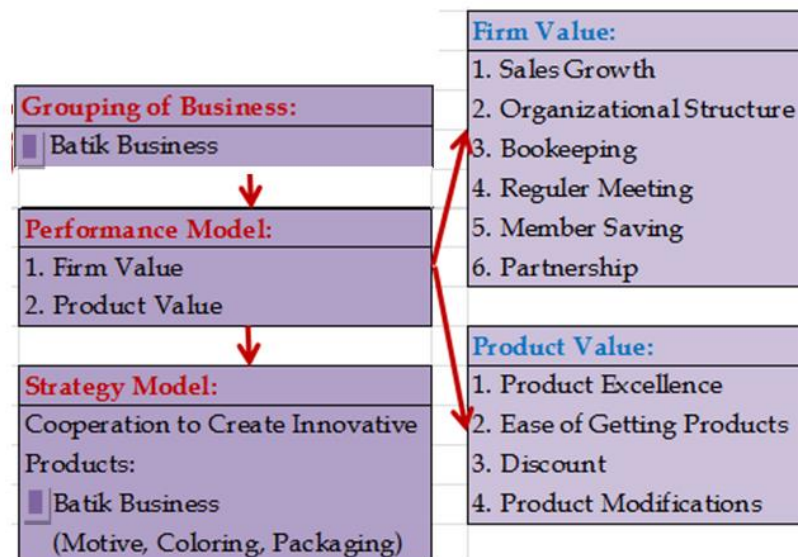 Grouping of Business:
Batik Business
Performance Model:
1. Firm Value
2. Product Value
Strategy Model:
Cooperation to Create Innovative
Products:
Batik Business
(Motive, Coloring, Packaging)
Firm Value:
1. Sales Growth
2. Organizational Structure
3. Bookeeping
4. Reguler Meeting
5. Member Saving
6. Partnership
Product Value:
1. Product Excellence
2. Ease of Getting Products
3. Discount
4. Product Modifications